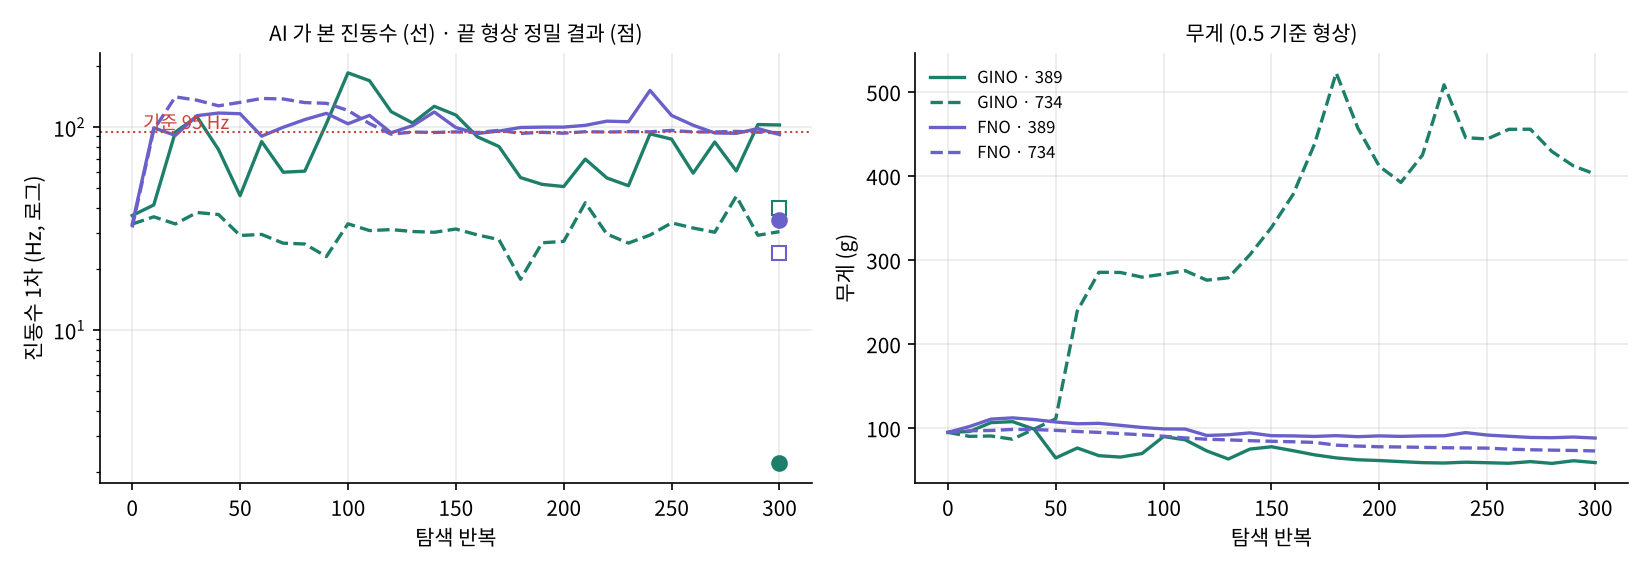 AI 가 본 진동수 (선) · 끝 형상 정밀 결과 (점)
진동수 1차 (Hz, 로그)
10²
10¹
기준 95 Hz
0 50 100 150 200 250 300
탐색 반복
무게 (0.5 기준 형상)
무게 (g)
500
400
300
200
100
GINO · 389
GINO · 734
FNO · 389
FNO · 734
0 50 100 150 200 250 300
탐색 반복